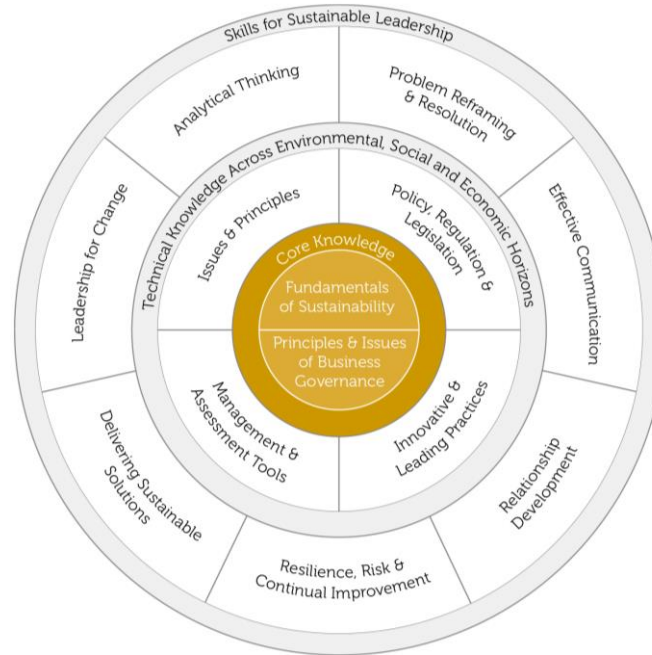 Skills for Sustainable Leadership
Analytical Thinking
Problem Reframing
& Resolution
Leadership for Change
Effective Communication
Technical Knowledge Across Environmental, Social and Economic Horizons
Issues & Principles
Policy, Regulation &
Legislation
Core Knowledge
Fundamentals
of Sustainability
Principles & Issues
of Business
Governance
Management &
Assessment Tools
Innovative &
Leading Practices
Delivering Sustainable
Solutions
Relationship
Development
Resilience, Risk &
Continual Improvement